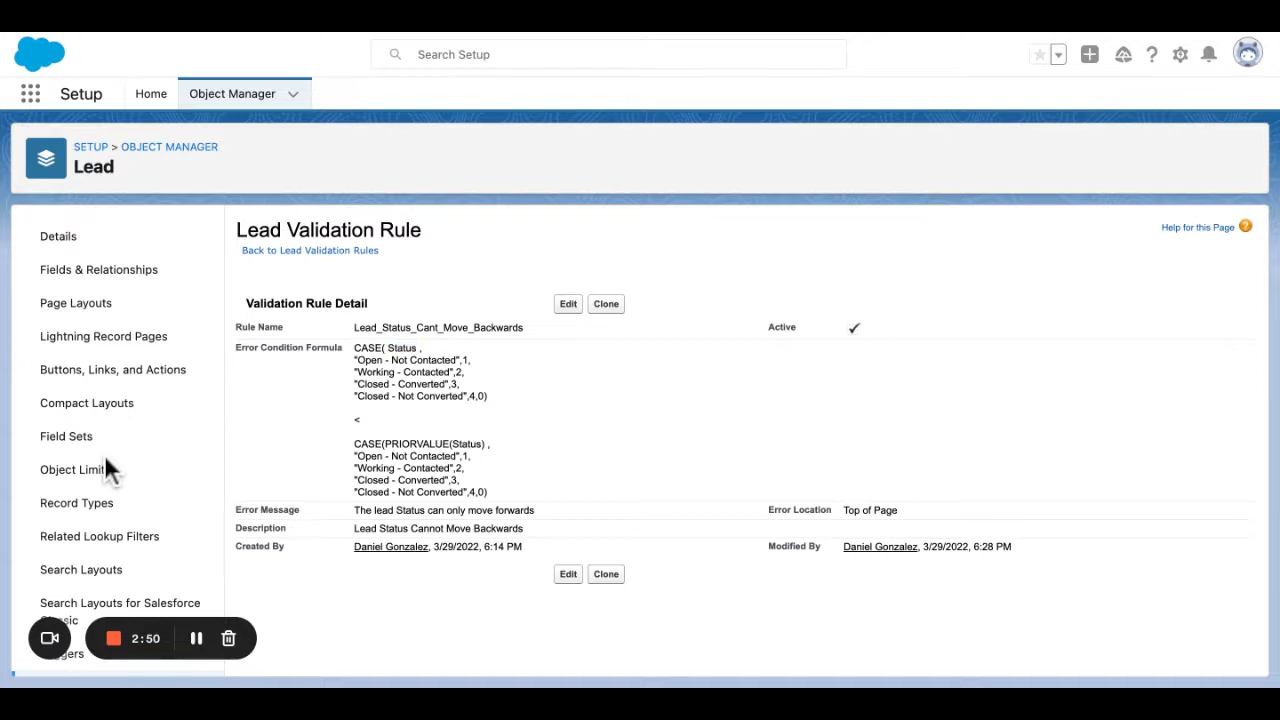 Search Setup
Setup
Home
Object Manager
SETUP > OBJECT MANAGER
Lead
Details
Fields & Relationships
Page Layouts
Lightning Record Pages
Buttons, Links, and Actions
Compact Layouts
Field Sets
Object Limit
Record Types
Related Lookup Filters
Search Layouts
Search Layouts for Salesforce
2:50
Lead Validation Rule
Back to Lead Validation Rules
Help for this Page
Validation Rule Detail
Edit
Clone
Rule Name
Lead_Status_Cant_Move_Backwards
Active
Error Condition Formula
CASE( Status ,
"Open - Not Contacted",1,
"Working - Contacted",2,
"Closed - Converted",3,
"Closed - Not Converted",4,0)
<
CASE(PRIORVALUE(Status) ,
"Open - Not Contacted",1,
"Working - Contacted",2,
"Closed - Converted",3,
"Closed - Not Converted",4,0)
Error Message
The lead Status can only move forwards
Error Location
Top of Page
Description
Lead Status Cannot Move Backwards
Created By
Daniel Gonzalez, 3/29/2022, 6:14 PM
Modified By
Daniel Gonzalez, 3/29/2022, 6:28 PM
Edit
Clone